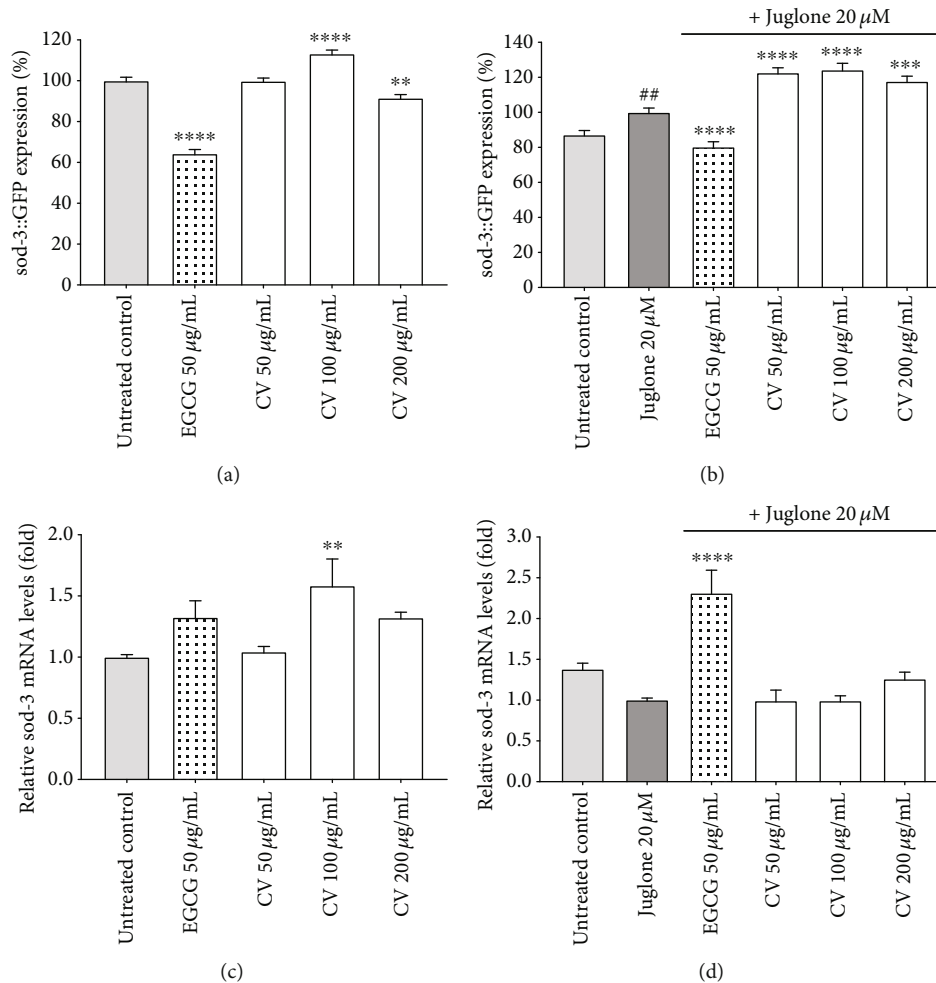 sod-3::GFP expression (%)
120
100
80
60
40
20
0
****
****
**
Untreated control
EGCG 50 μg/mL
CV 50 μg/mL
CV 100 μg/mL
CV 200 μg/mL
(a)
+ Juglone 20 μM
sod-3::GFP expression (%)
140
120
100
80
60
40
20
0
##
****
****
****
***
Untreated control
Juglone 20 μM
EGCG 50 μg/mL
CV 50 μg/mL
CV 100 μg/mL
CV 200 μg/mL
(b)
Relative sod-3 mRNA levels (fold)
2.0
1.5
1.0
0.5
0.0
**
Untreated control
EGCG 50 μg/mL
CV 50 μg/mL
CV 100 μg/mL
CV 200 μg/mL
(c)
+ Juglone 20 μM
Relative sod-3 mRNA levels (fold)
3.0
2.5
2.0
1.5
1.0
0.5
0.0
****
Untreated control
Juglone 20 μM
EGCG 50 μg/mL
CV 50 μg/mL
CV 100 μg/mL
CV 200 μg/mL
(d)